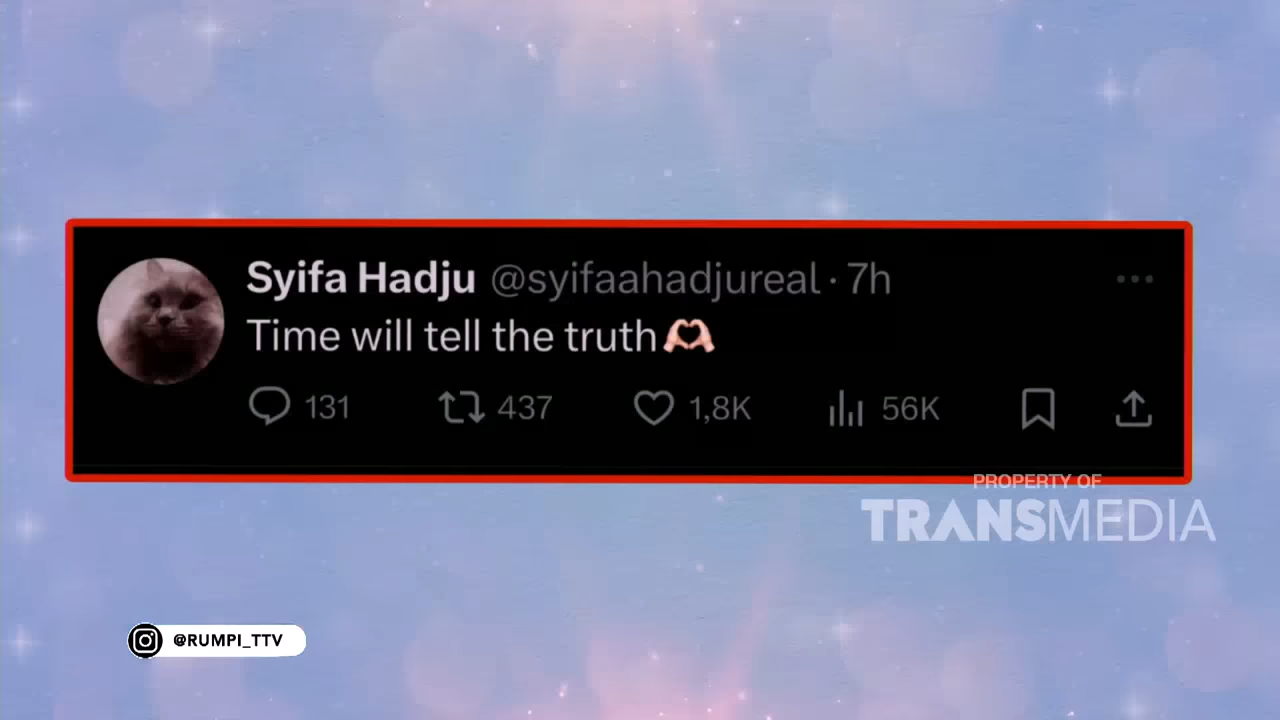 Syifa Hadju @syifaahadjureal · 7h
Time will tell the truth🫶🏻
131 437 1,8K 56K
PROPERTY OF
TRANSMEDIA
@RUMPI_TTV